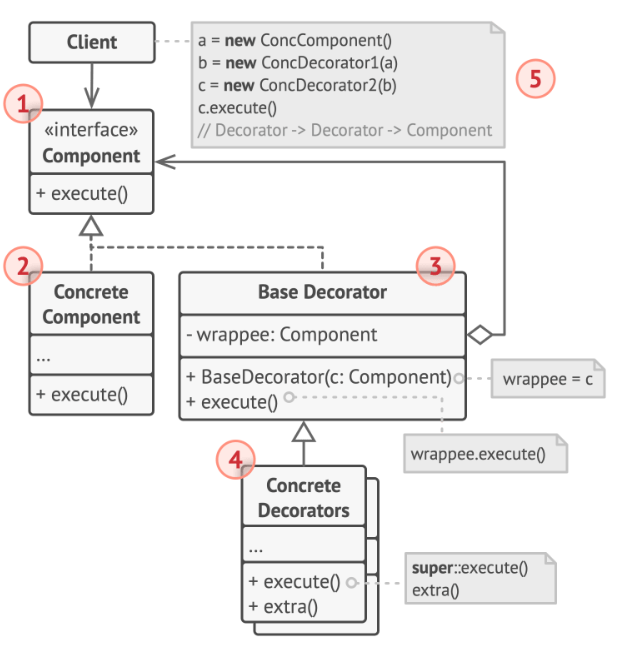 Client
a = new ConcComponent()
b = new ConcDecorator1(a)
c = new ConcDecorator2(b)
c.execute()
// Decorator -> Decorator -> Component
5
1
«interface»
Component
+ execute()
2
Concrete
Component
...
+ execute()
3
Base Decorator
- wrappee: Component
+ BaseDecorator(c: Component)
+ execute()
wrappee = c
wrappee.execute()
4
Concrete
Decorators
...
+ execute()
+ extra()
super::execute()
extra()